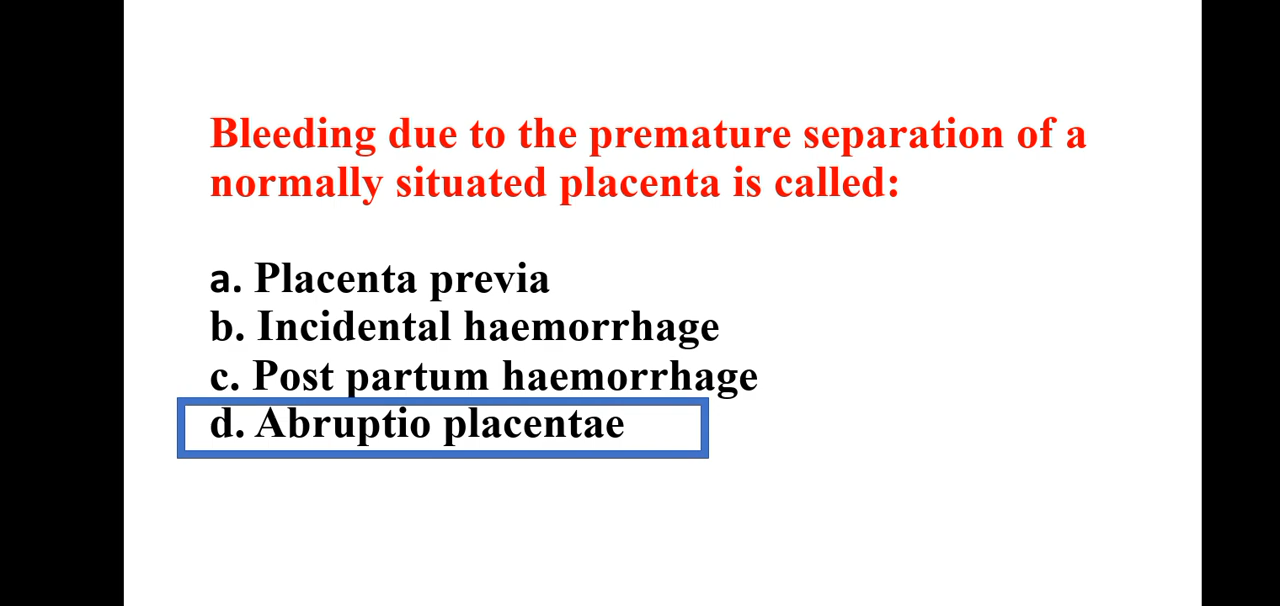 Bleeding due to the premature separation of a
normally situated placenta is called:
a. Placenta previa
b. Incidental haemorrhage
c. Post partum haemorrhage
d. Abruptio placentae